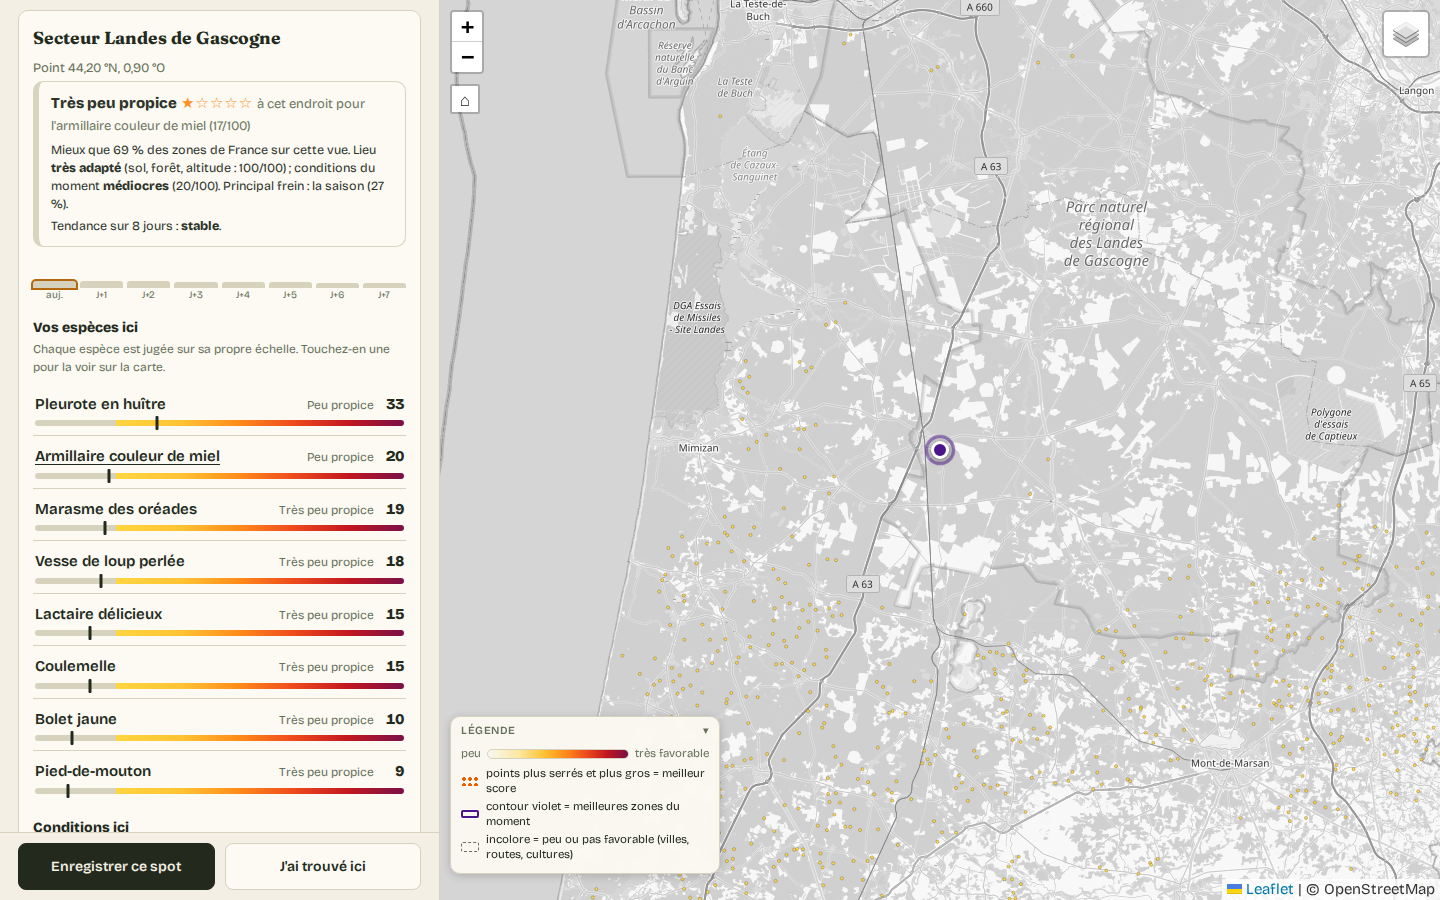 Secteur Landes de Gascogne
Point 44,20 °N, 0,90 °O
Très peu propice ★☆☆☆☆ à cet endroit pour
l'armillaire couleur de miel (17/100)
Mieux que 69 % des zones de France sur cette vue. Lieu
très adapté (sol, forêt, altitude : 100/100) ; conditions du
moment médiocres (20/100). Principal frein : la saison (27
%).
Tendance sur 8 jours : stable.
auj. J+1 J+2 J+3 J+4 J+5 J+6 J+7
Vos espèces ici
Chaque espèce est jugée sur sa propre échelle. Touchez-en une
pour la voir sur la carte.
Pleurote en huître Peu propice 33
Armillaire couleur de miel Peu propice 20
Marasme des oréades Très peu propice 19
Vesse de loup perlée Très peu propice 18
Lactaire délicieux Très peu propice 15
Coulemelle Très peu propice 15
Bolet jaune Très peu propice 10
Pied-de-mouton Très peu propice 9
Conditions ici
Enregistrer ce spot
J'ai trouvé ici
+
−
⌂
Bassin
d'Arcachon
La Teste-de-
Buch
A 660
Réserve
naturelle
du Banc
d'Arguin
La Teste
de Buch
Langon
Étang
de Cazaux-
Sanguinet
A 63
Parc naturel
régional
des Landes
de Gascogne
DGA Essais
de Missiles
- Site Landes
A 65
Polygone
d'essais
de Captieux
Mimizan
A 63
Mont-de-Marsan
LÉGENDE ▾
peu très favorable
points plus serrés et plus gros = meilleur
score
contour violet = meilleures zones du
moment
incolore = peu ou pas favorable (villes,
routes, cultures)
Leaflet | © OpenStreetMap